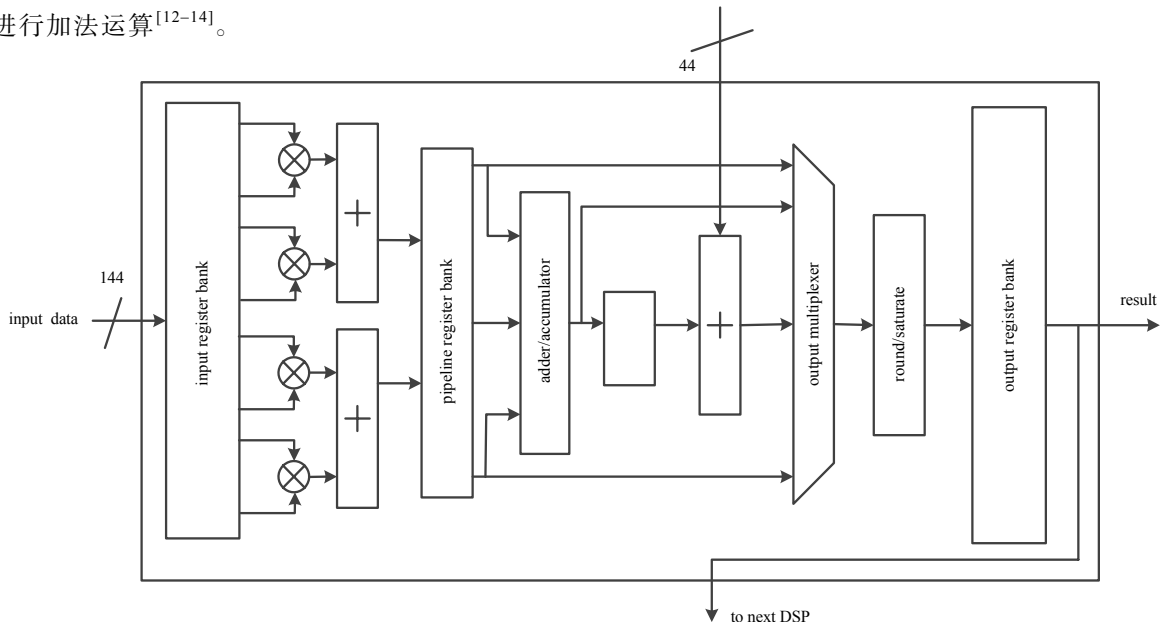 进行加法运算[12–14]。
44
144
input data
input register bank
+
+
pipeline register bank
adder/accumulator
+
output multiplexer
round/saturate
output register bank
result
to next DSP